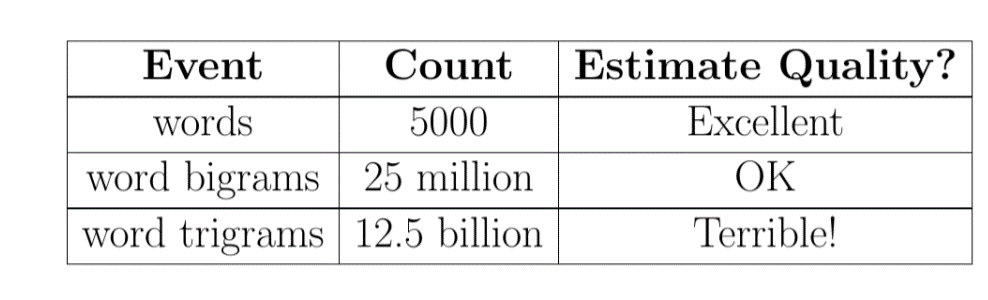 Event Count Estimate Quality?
words 5000 Excellent
word bigrams 25 million OK
word trigrams 12.5 billion Terrible!